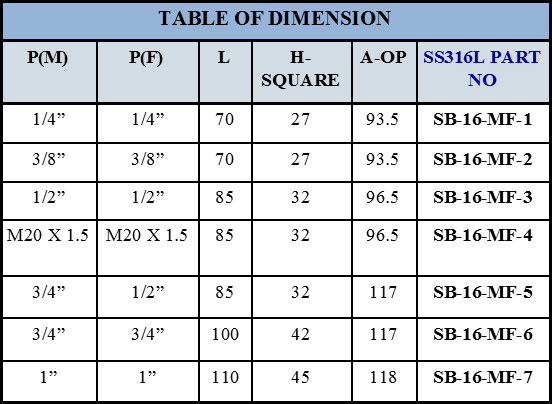 TABLE OF DIMENSION
P(M) P(F) L H-SQUARE A-OP SS316L PART NO
1/4” 1/4” 70 27 93.5 SB-16-MF-1
3/8” 3/8” 70 27 93.5 SB-16-MF-2
1/2” 1/2” 85 32 96.5 SB-16-MF-3
M20 X 1.5 M20 X 1.5 85 32 96.5 SB-16-MF-4
3/4” 1/2” 85 32 117 SB-16-MF-5
3/4” 3/4” 100 42 117 SB-16-MF-6
1” 1” 110 45 118 SB-16-MF-7